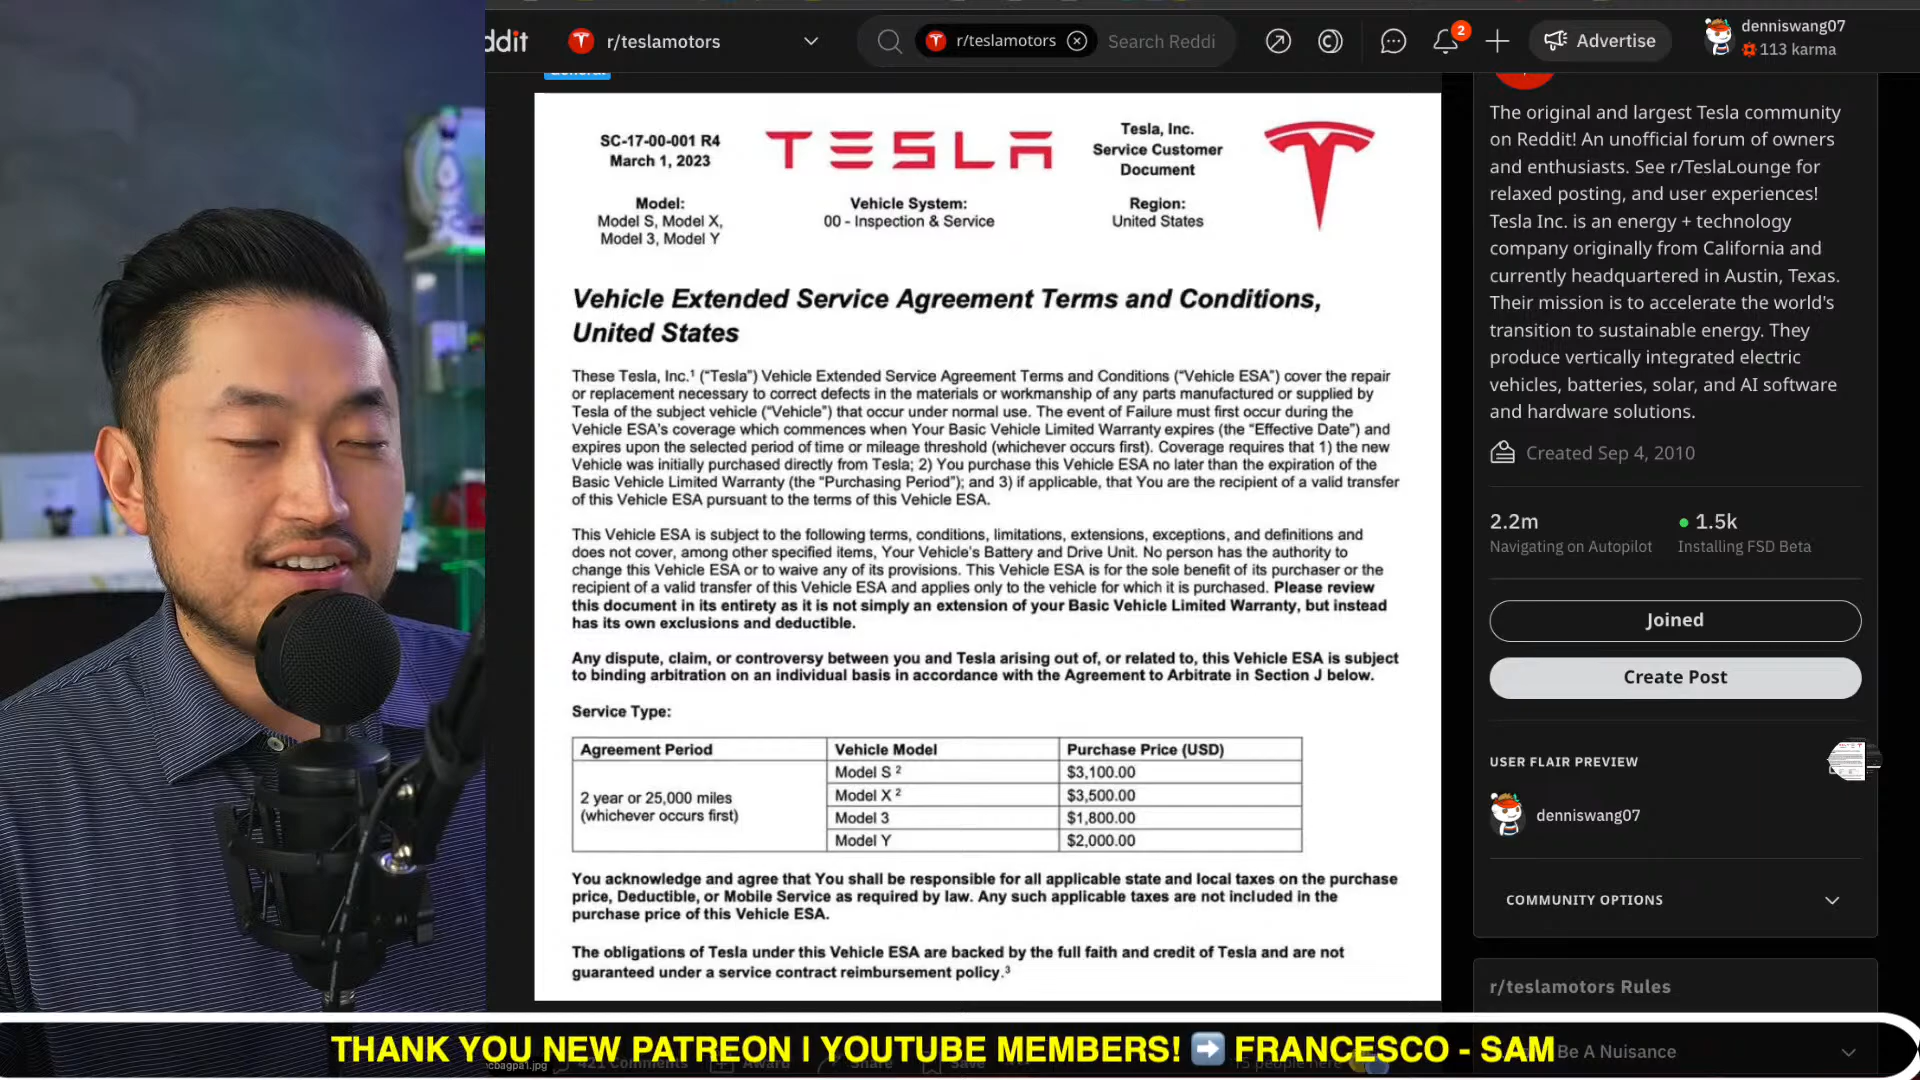 ddit
r/teslamotors
r/teslamotors
Search Reddi
2
Advertise
denniswang07
113 karma
General
SC-17-00-001 R4
March 1, 2023
TESLA
Tesla, Inc.
Service Customer
Document
Model:
Model S, Model X,
Model 3, Model Y
Vehicle System:
00 - Inspection & Service
Region:
United States
Vehicle Extended Service Agreement Terms and Conditions,
United States
These Tesla, Inc.¹ (“Tesla”) Vehicle Extended Service Agreement Terms and Conditions (“Vehicle ESA”) cover the repair
or replacement necessary to correct defects in the materials or workmanship of any parts manufactured or supplied by
Tesla of the subject vehicle (“Vehicle”) that occur under normal use. The event of Failure must first occur during the
Vehicle ESA’s coverage which commences when Your Basic Vehicle Limited Warranty expires (the “Effective Date”) and
expires upon the selected period of time or mileage threshold (whichever occurs first). Coverage requires that 1) the new
Vehicle was initially purchased directly from Tesla; 2) You purchase this Vehicle ESA no later than the expiration of the
Basic Vehicle Limited Warranty (the “Purchasing Period”); and 3) if applicable, that You are the recipient of a valid transfer
of this Vehicle ESA pursuant to the terms of this Vehicle ESA.
This Vehicle ESA is subject to the following terms, conditions, limitations, extensions, exceptions, and definitions and
does not cover, among other specified items, Your Vehicle’s Battery and Drive Unit. No person has the authority to
change this Vehicle ESA or to waive any of its provisions. This Vehicle ESA is for the sole benefit of its purchaser or the
recipient of a valid transfer of this Vehicle ESA and applies only to the vehicle for which it is purchased. Please review
this document in its entirety as it is not simply an extension of your Basic Vehicle Limited Warranty, but instead
has its own exclusions and deductible.
Any dispute, claim, or controversy between you and Tesla arising out of, or related to, this Vehicle ESA is subject
to binding arbitration on an individual basis in accordance with the Agreement to Arbitrate in Section J below.
Service Type:
Agreement Period Vehicle Model Purchase Price (USD)
2 year or 25,000 miles
(whichever occurs first)
Model S ² $3,100.00
Model X ² $3,500.00
Model 3 $1,800.00
Model Y $2,000.00
You acknowledge and agree that You shall be responsible for all applicable state and local taxes on the purchase
price, Deductible, or Mobile Service as required by law. Any such applicable taxes are not included in the
purchase price of this Vehicle ESA.
The obligations of Tesla under this Vehicle ESA are backed by the full faith and credit of Tesla and are not
guaranteed under a service contract reimbursement policy.³
The original and largest Tesla community
on Reddit! An unofficial forum of owners
and enthusiasts. See r/TeslaLounge for
relaxed posting, and user experiences!
Tesla Inc. is an energy + technology
company originally from California and
currently headquartered in Austin, Texas.
Their mission is to accelerate the world's
transition to sustainable energy. They
produce vertically integrated electric
vehicles, batteries, solar, and AI software
and hardware solutions.
Created Sep 4, 2010
2.2m
Navigating on Autopilot
1.5k
Installing FSD Beta
Joined
Create Post
USER FLAIR PREVIEW
denniswang07
COMMUNITY OPTIONS
r/teslamotors Rules
Be A Nuisance
THANK YOU NEW PATREON | YOUTUBE MEMBERS! ➡ FRANCESCO - SAM
421 Comments Award Share Save